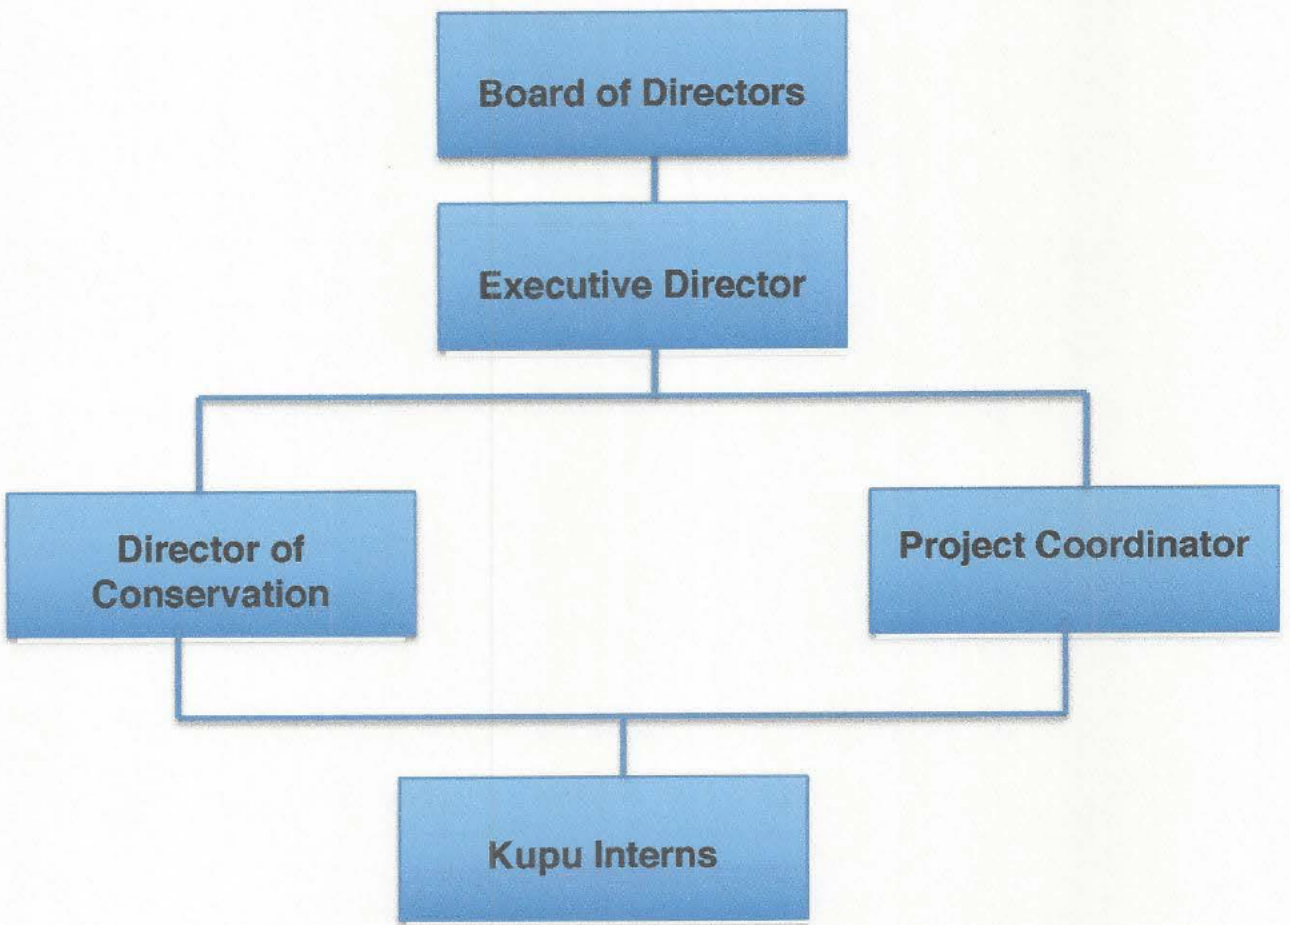 Board of Directors
Executive Director
Director of
Conservation
Project Coordinator
Kupu Interns